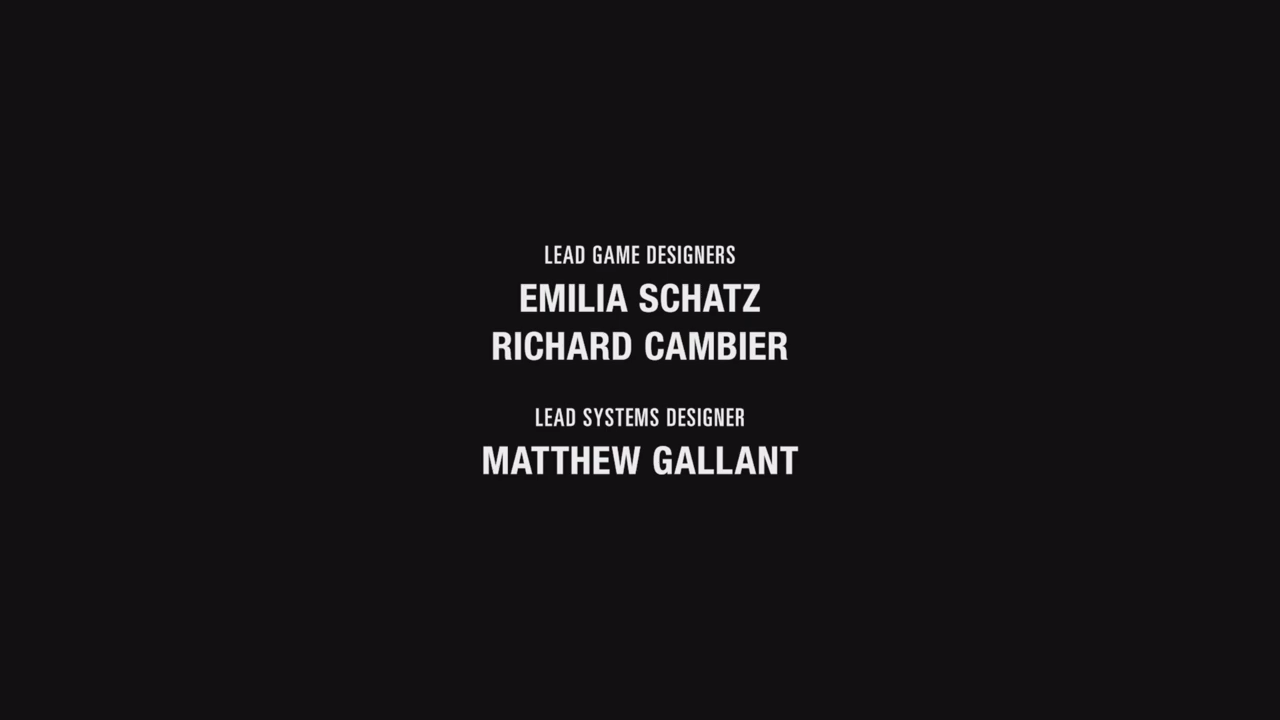 LEAD GAME DESIGNERS
EMILIA SCHATZ
RICHARD CAMBIER
LEAD SYSTEMS DESIGNER
MATTHEW GALLANT